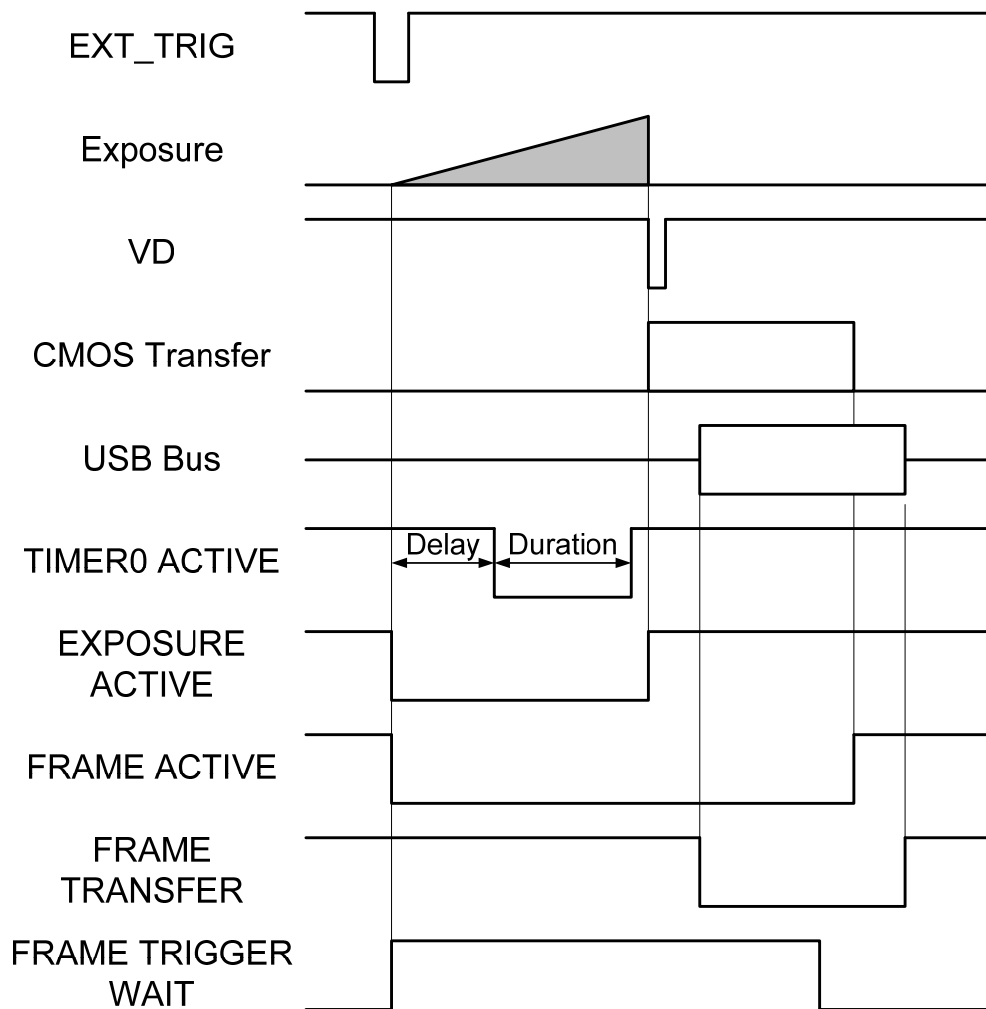 EXT_TRIG
Exposure
VD
CMOS Transfer
USB Bus
TIMER0 ACTIVE
Delay
Duration
EXPOSURE
ACTIVE
FRAME ACTIVE
FRAME
TRANSFER
FRAME TRIGGER
WAIT